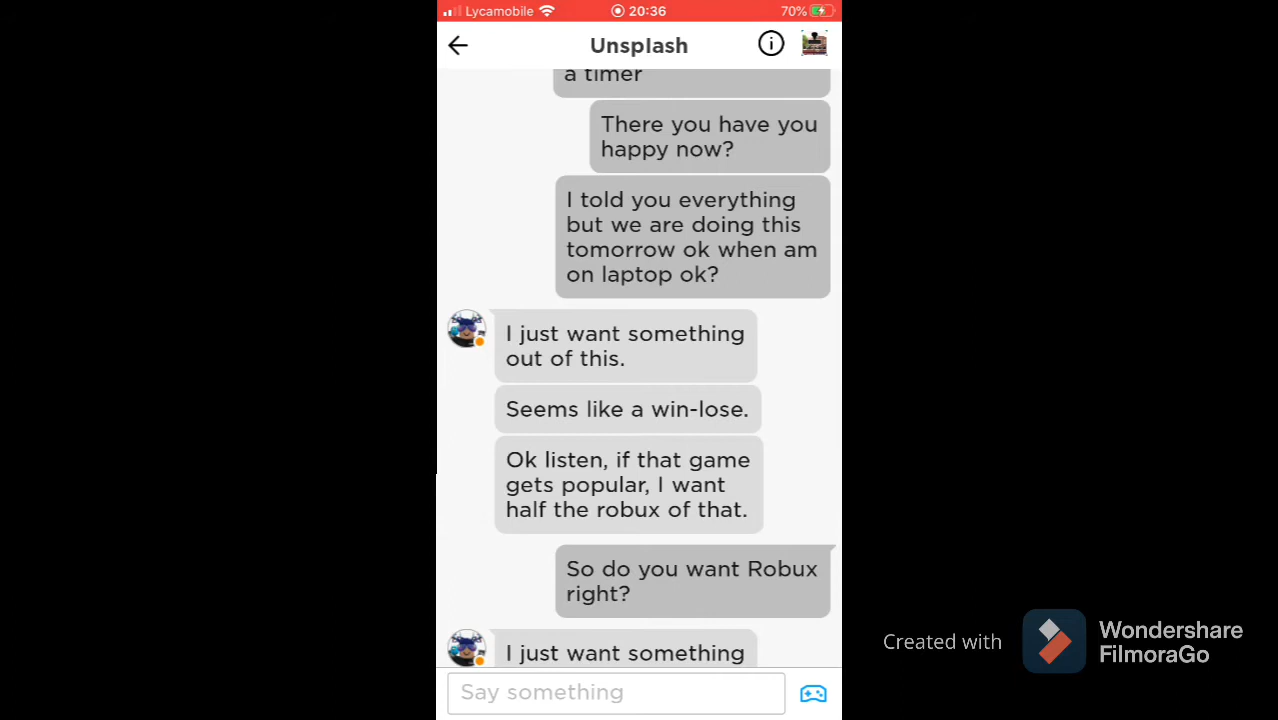 Lycamobile
20:36
70%
Unsplash
a timer
There you have you
happy now?
I told you everything
but we are doing this
tomorrow ok when am
on laptop ok?
I just want something
out of this.
Seems like a win-lose.
Ok listen, if that game
gets popular, I want
half the robux of that.
So do you want Robux
right?
I just want something
Say something
Created with
Wondershare
FilmoraGo